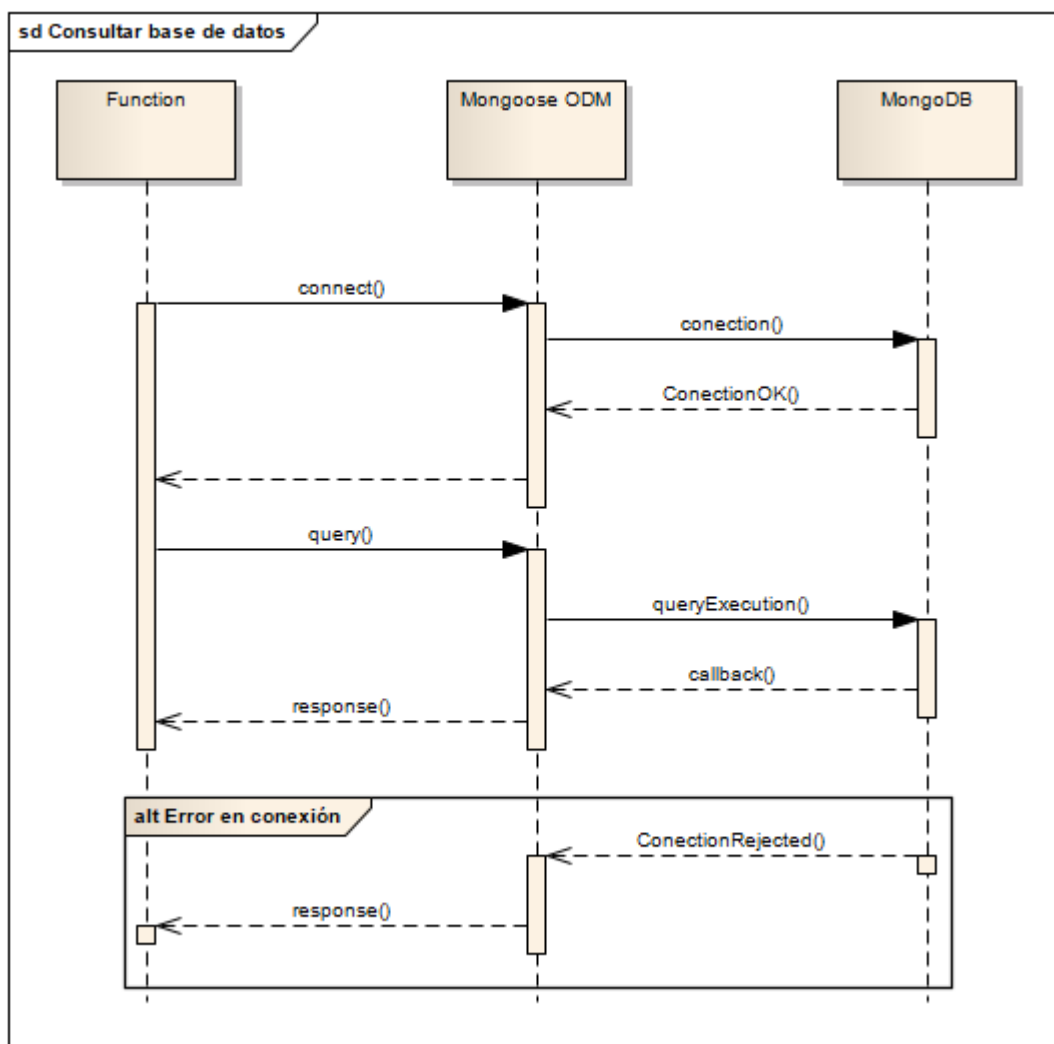 sd Consultar base de datos
Function
Mongoose ODM
MongoDB
connect()
conection()
ConectionOK()
query()
queryExecution()
callback()
response()
alt Error en conexión
ConectionRejected()
response()